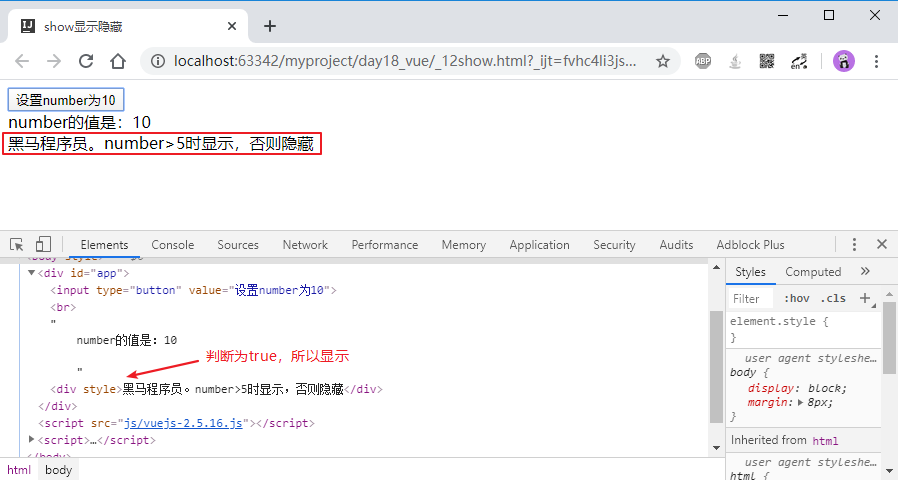 show显示隐藏
localhost:63342/myproject/day18_vue/_12show.html?_ijt=fvhc4li3js...
设置number为10
number的值是：10
黑马程序员。number>5时显示，否则隐藏
Elements Console Sources Network Performance Memory Application Security Audits Adblock Plus
<div id="app">
<input type="button" value="设置number为10">
<br>
"
number的值是：10
判断为true，所以显示
"
<div style>黑马程序员。number>5时显示，否则隐藏</div>
</div>
<script src="js/vuejs-2.5.16.js"></script>
<script>…</script>
</body>
html body
Styles Computed »
Filter :hov .cls +
element.style {
}
user agent styleshe…
body {
display: block;
margin: 8px;
}
Inherited from html
user agent styleshe…
html {